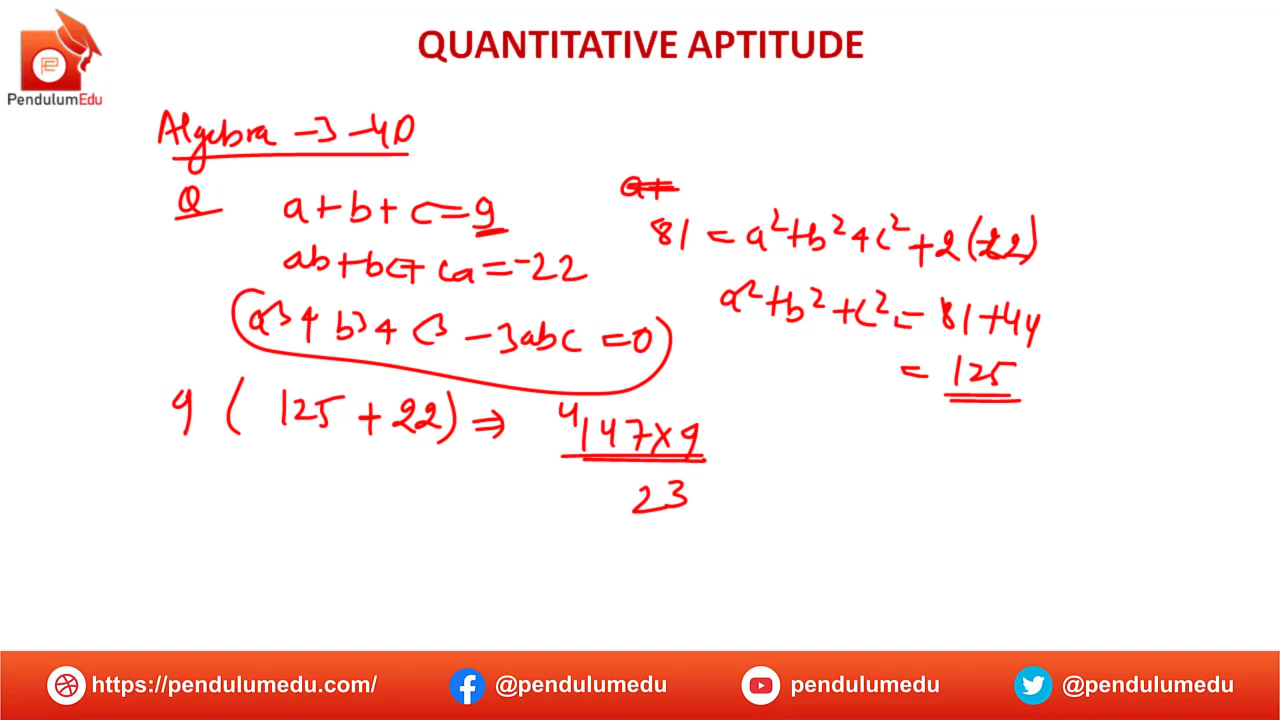 QUANTITATIVE APTITUDE
PendulumEdu
Algebra → 3 - 40
Q a+b+c=9
ab+bc+ca=-22
a³+b³+c³-3abc=0
9 ( 125+22) ⇒ 147x9
23
a+
81 = a²+b²+c²+2(-22)
a²+b²+c²= 81+44
= 125
https://pendulumedu.com/ @pendulumedu pendulumedu @pendulumedu